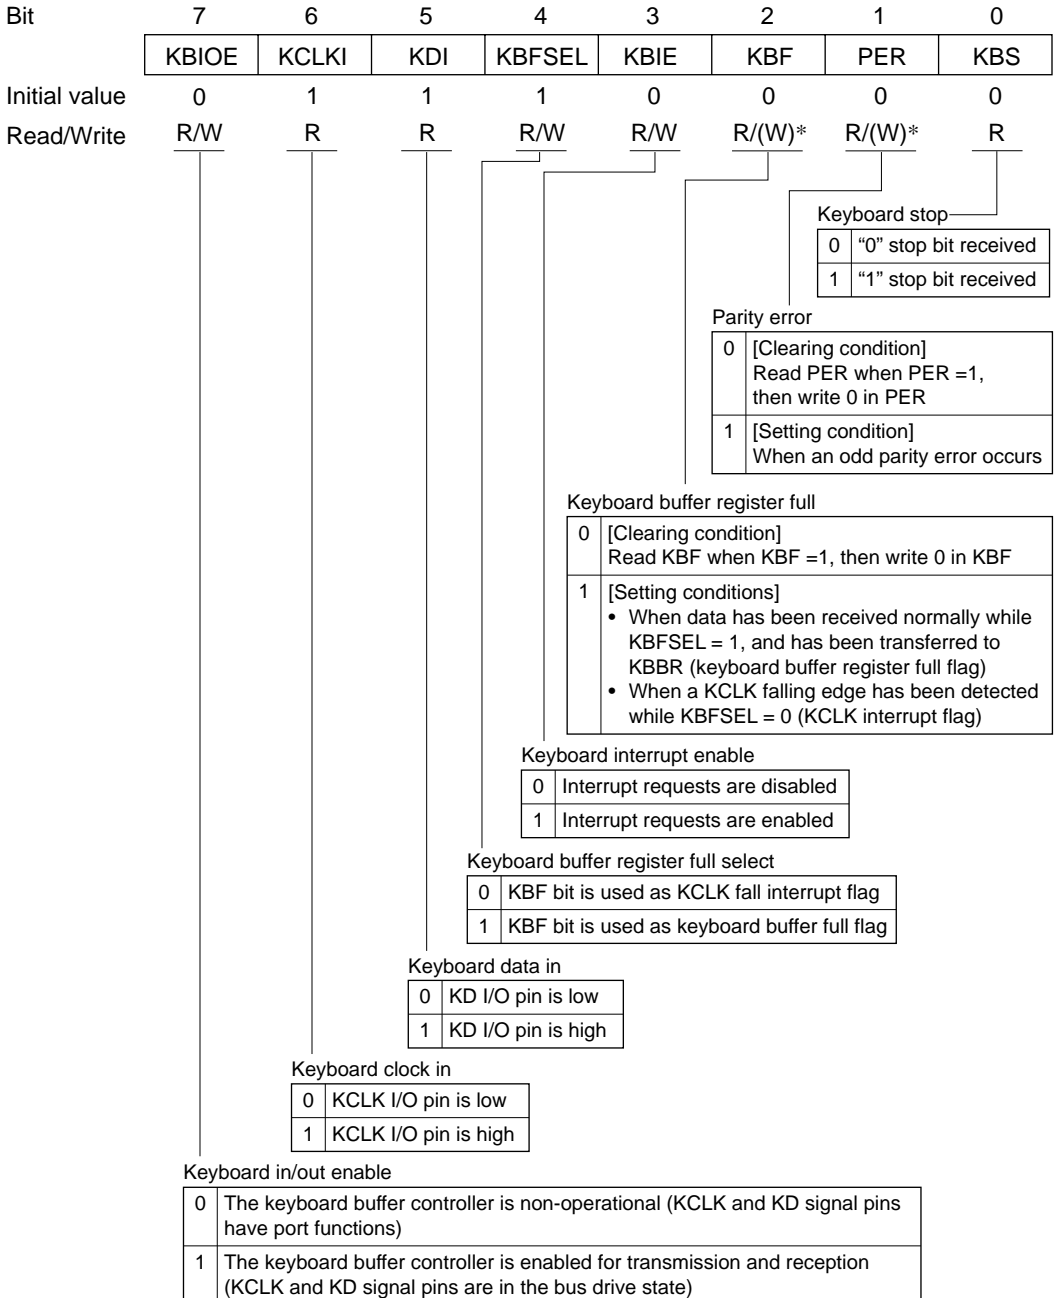 Bit 7 6 5 4 3 2 1 0
KBIOE KCLKI KDI KBFSEL KBIE KBF PER KBS
Initial value 0 1 1 1 0 0 0 0
Read/Write R/W R R R/W R/W R/(W)* R/(W)* R
Keyboard stop
0 “0” stop bit received
1 “1” stop bit received
Parity error
0 [Clearing condition]
Read PER when PER =1,
then write 0 in PER
1 [Setting condition]
When an odd parity error occurs
Keyboard buffer register full
0 [Clearing condition]
Read KBF when KBF =1, then write 0 in KBF
1 [Setting conditions]
• When data has been received normally while
KBFSEL = 1, and has been transferred to
KBBR (keyboard buffer register full flag)
• When a KCLK falling edge has been detected
while KBFSEL = 0 (KCLK interrupt flag)
Keyboard interrupt enable
0 Interrupt requests are disabled
1 Interrupt requests are enabled
Keyboard buffer register full select
0 KBF bit is used as KCLK fall interrupt flag
1 KBF bit is used as keyboard buffer full flag
Keyboard data in
0 KD I/O pin is low
1 KD I/O pin is high
Keyboard clock in
0 KCLK I/O pin is low
1 KCLK I/O pin is high
Keyboard in/out enable
0 The keyboard buffer controller is non-operational (KCLK and KD signal pins
have port functions)
1 The keyboard buffer controller is enabled for transmission and reception
(KCLK and KD signal pins are in the bus drive state)